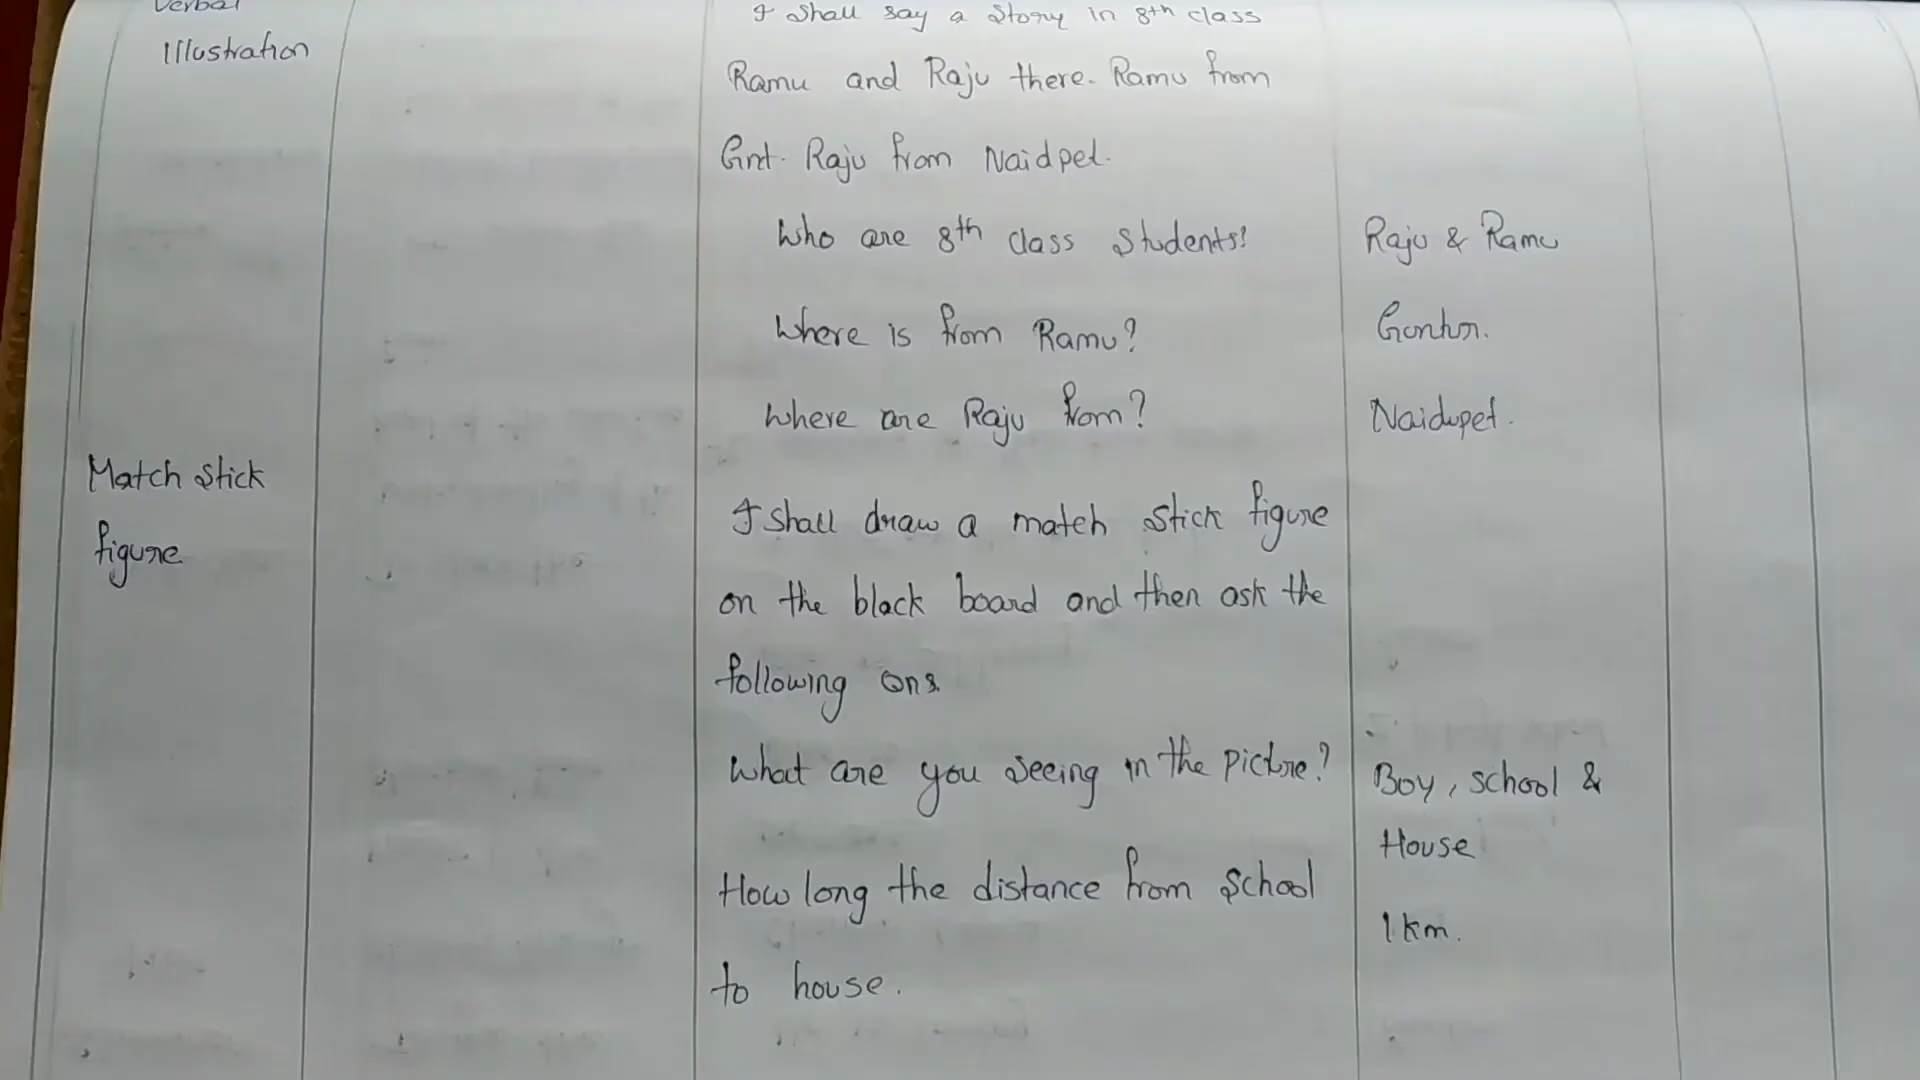 Verbal
Illustration
I shall say a story in 8th class
Ramu and Raju there. Ramu from
Gnt. Raju from Naidpet.
Who are 8th class students?
Raju & Ramu
Where is from Ramu?
Gontur.
Where are Raju from?
Naidupet.
Match stick
figure
I shall draw a match stick figure
on the black board and then ask the
following Qns.
What are you seeing in the pictore?
Boy, school &
House
How long the distance from school
1 km.
to house.